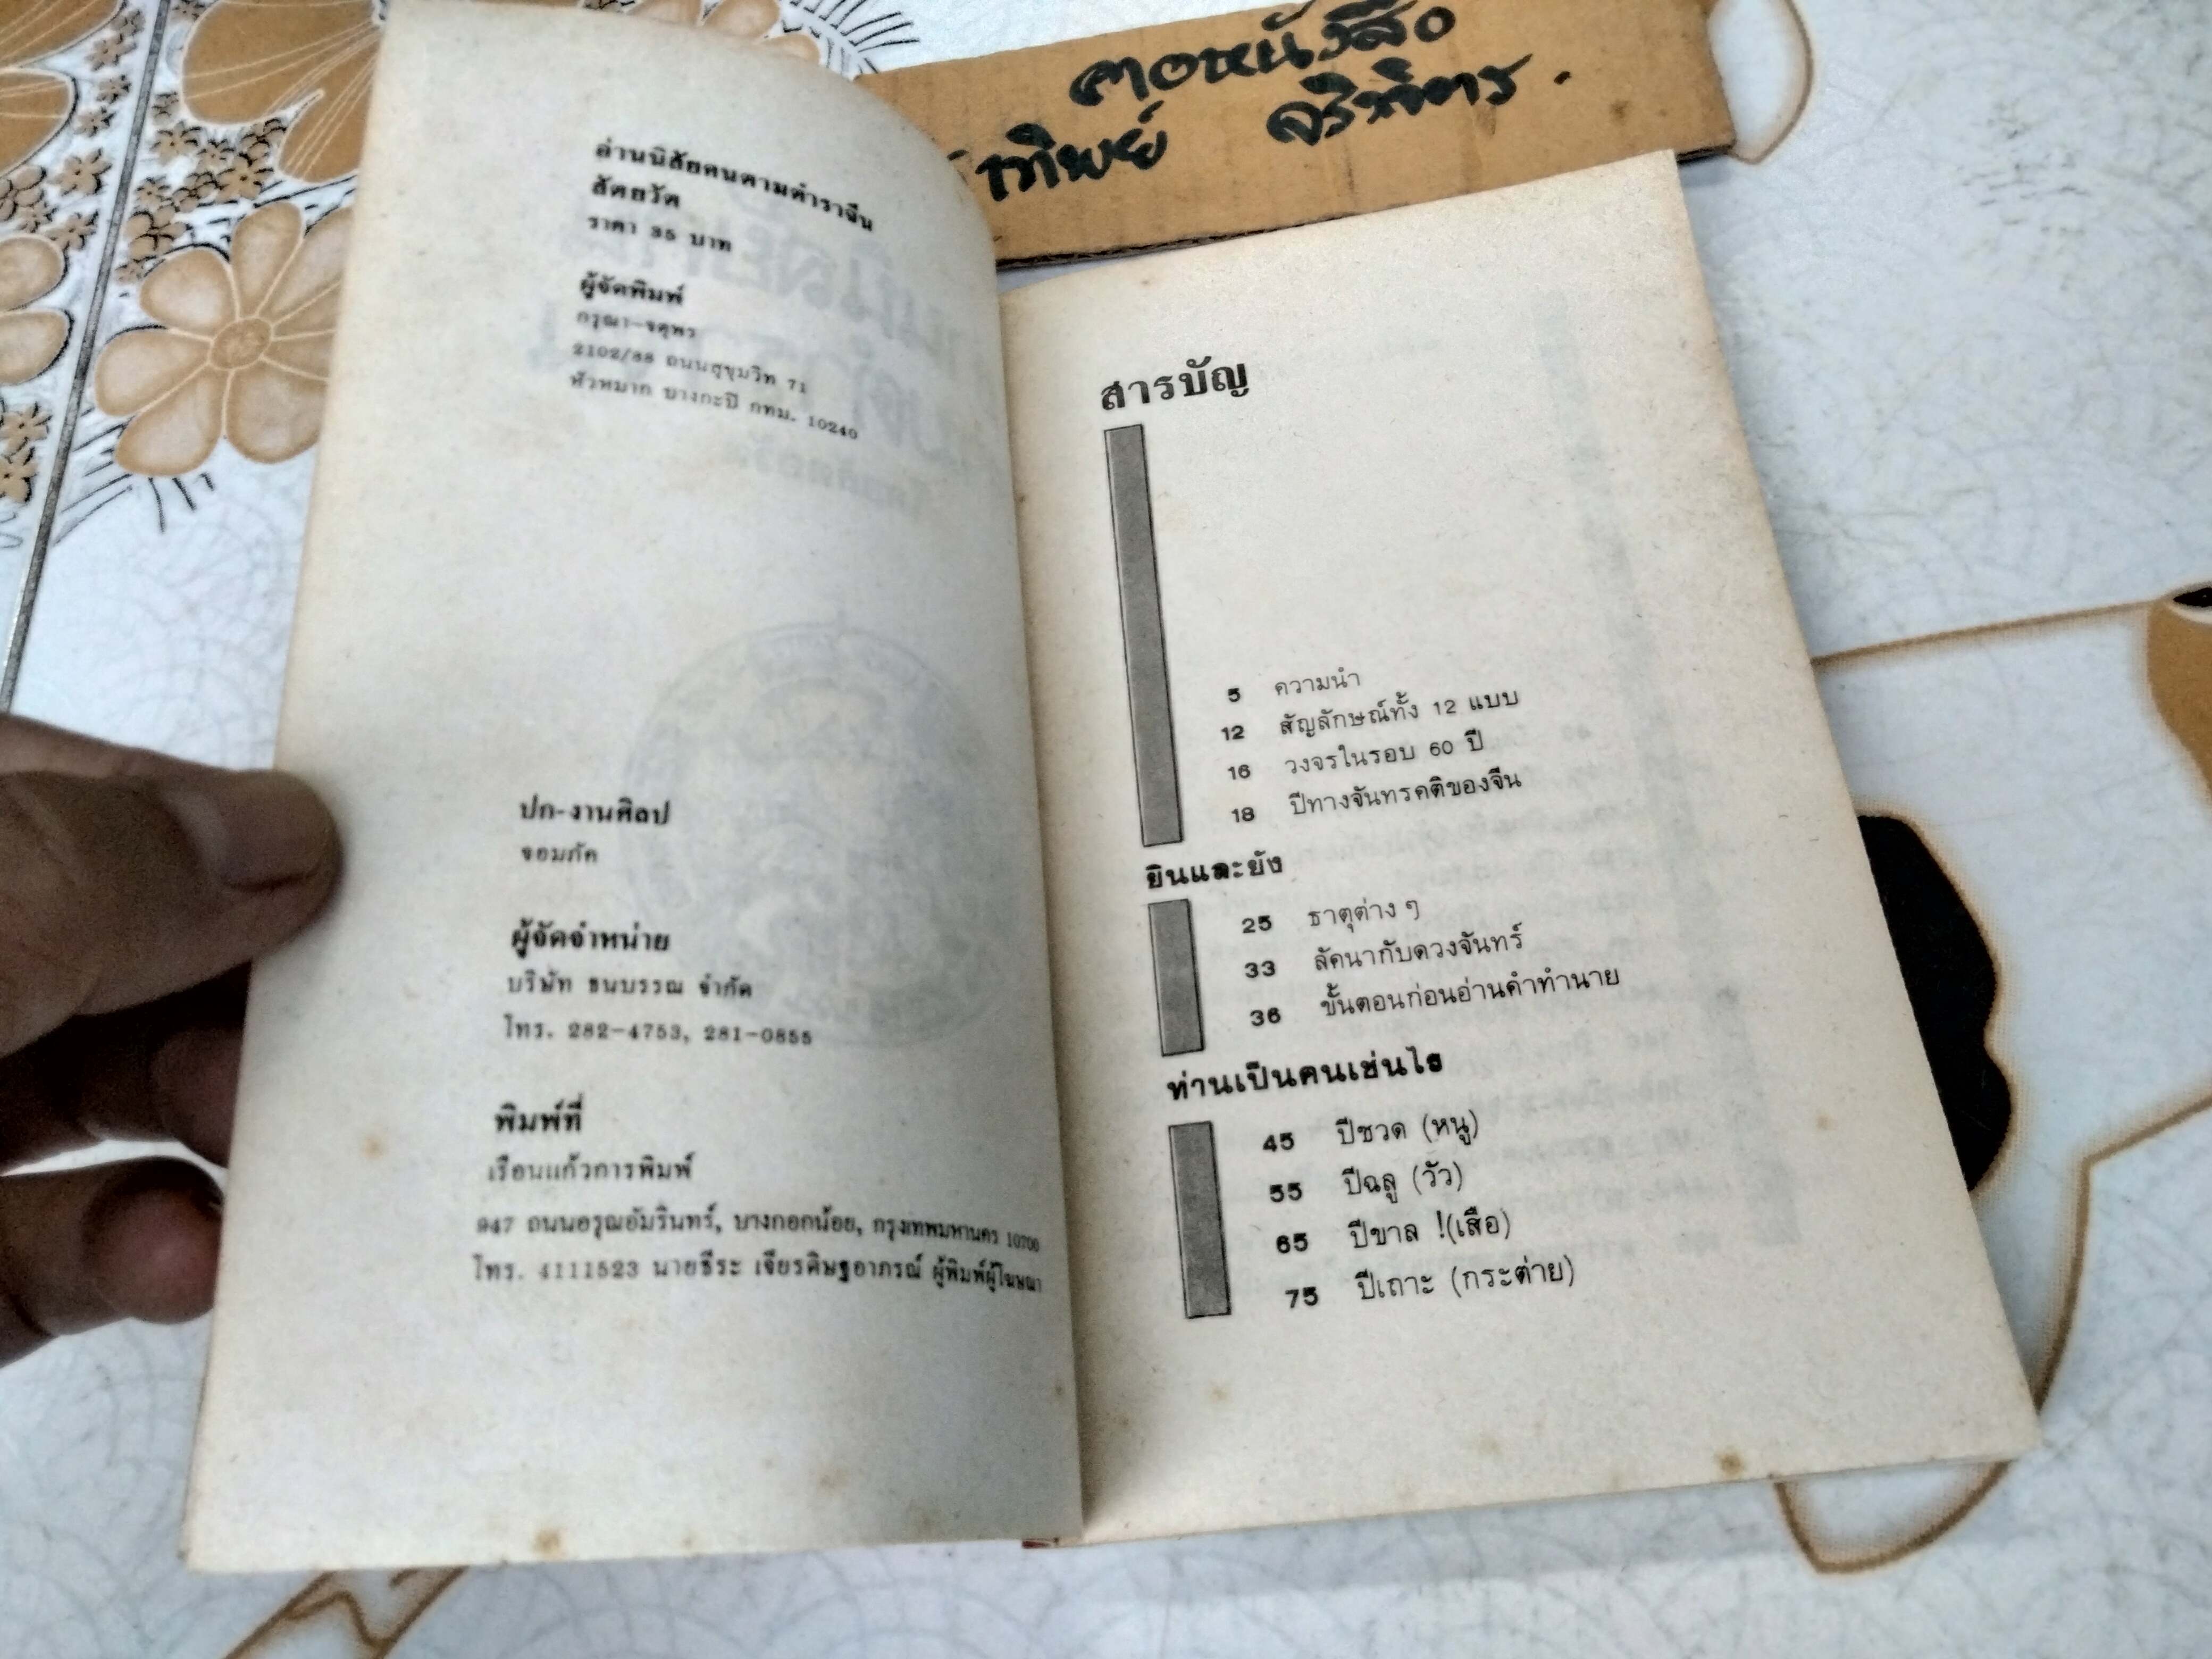 ฅอหนังสือ
ทิพย์ จริพิตร.
อ่านนิสัยคนตามตำราจีน
สัตยวัต
ราคา 35 บาท
ผู้จัดพิมพ์
กรุณา-จตุพร
2102/88 ถนนสุขุมวิท 71
หัวหมาก บางกะปิ กทม. 10240
ปก-งานศิลป
จอมภัค
ผู้จัดจำหน่าย
บริษัท ธนบรรณ จำกัด
โทร. 282-4753, 281-0855
พิมพ์ที่
เรือนแก้วการพิมพ์
947 ถนนอรุณอัมรินทร์, บางกอกน้อย, กรุงเทพมหานคร 10700
โทร. 4111523 นายธีระ เจียรดิษฐอาภรณ์ ผู้พิมพ์ผู้โฆษณา
สารบัญ
5 ความนำ
12 สัญลักษณ์ทั้ง 12 แบบ
16 วงจรในรอบ 60 ปี
18 ปีทางจันทรคติของจีน
ยินและยัง
25 ธาตุต่าง ๆ
33 ลัคนากับดวงจันทร์
36 ขั้นตอนก่อนอ่านคำทำนาย
ท่านเป็นคนเช่นไร
45 ปีชวด (หนู)
55 ปีฉลู (วัว)
65 ปีขาล !(เสือ)
75 ปีเถาะ (กระต่าย)